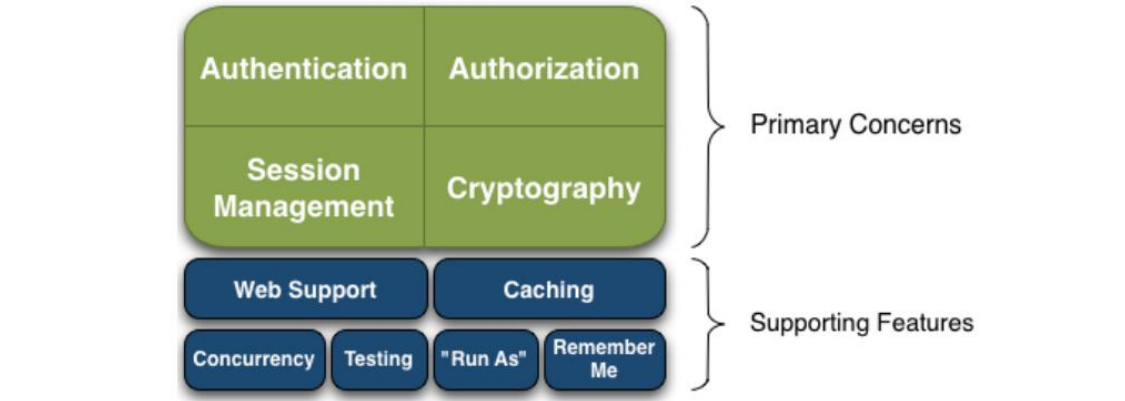 Authentication
Authorization
Session
Management
Cryptography
Primary Concerns
Web Support
Caching
Concurrency
Testing
"Run As"
Remember
Me
Supporting Features